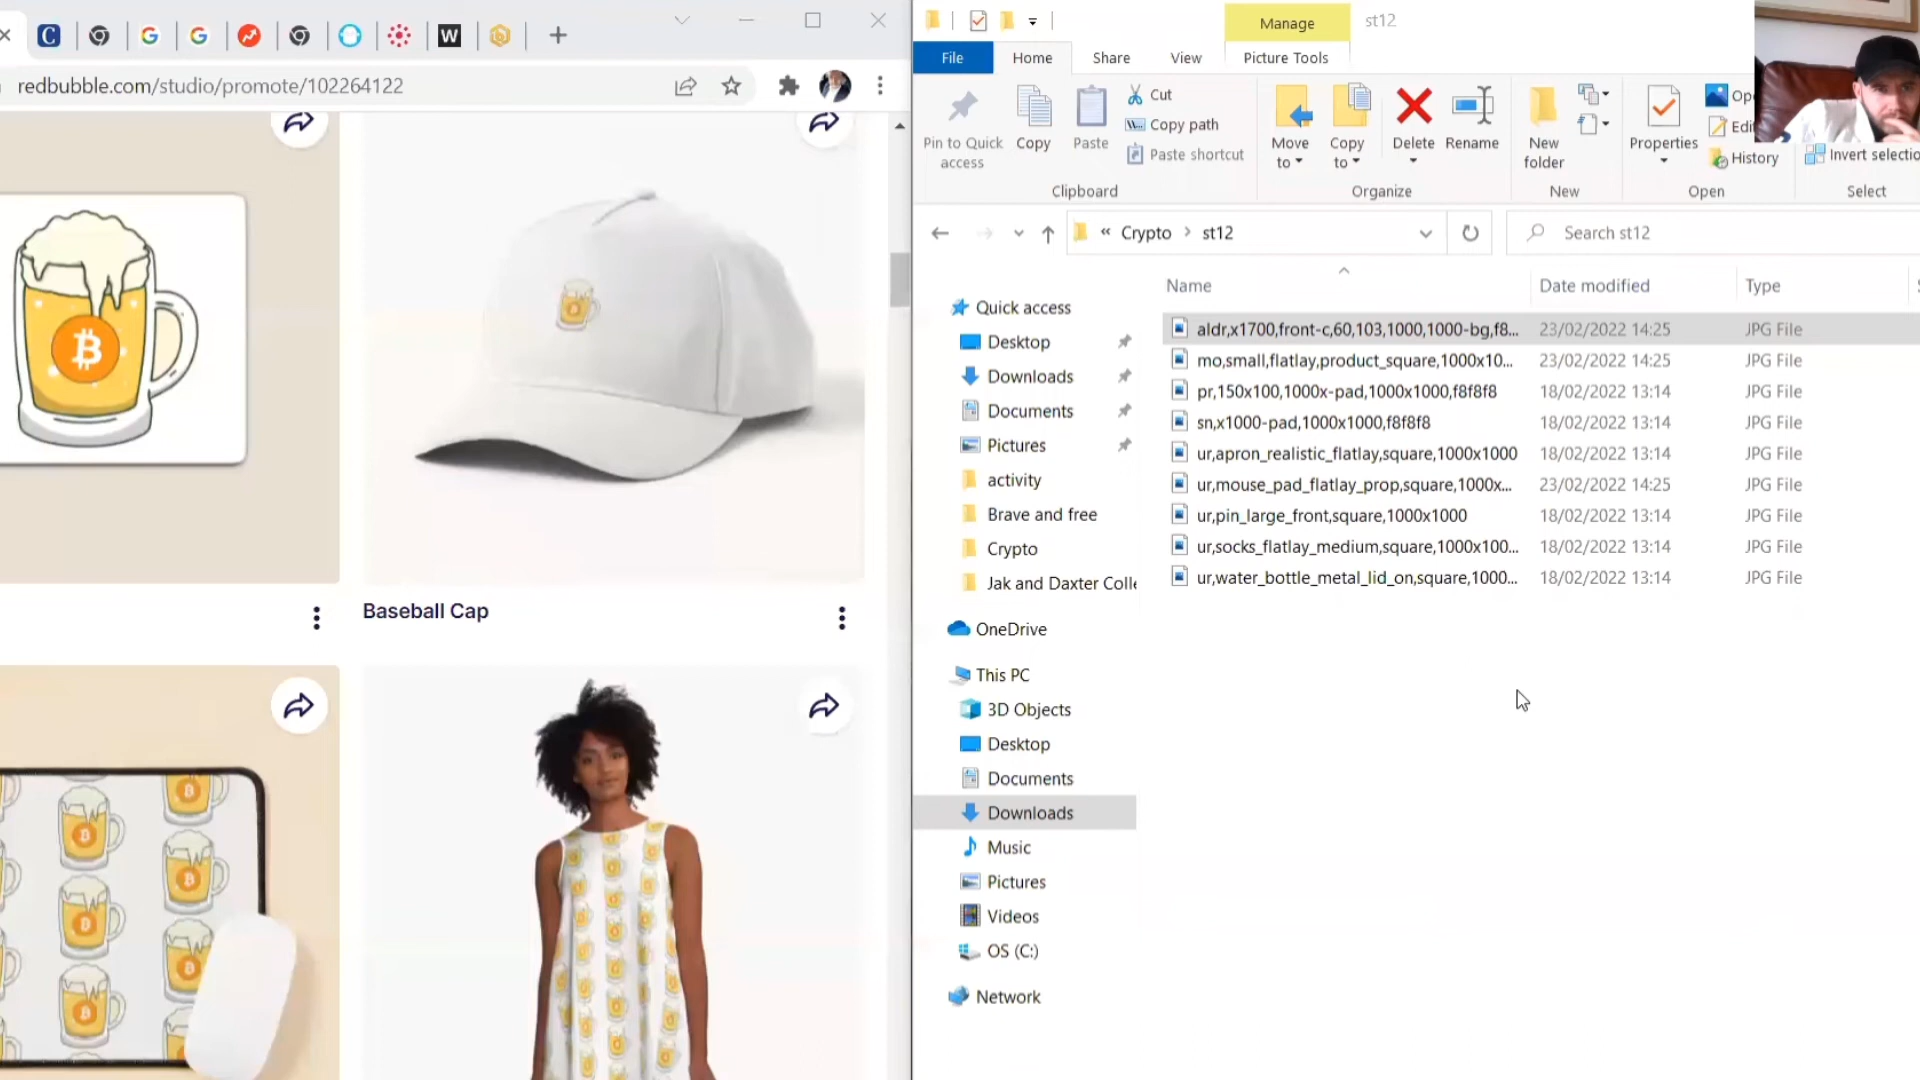 redbubble.com/studio/promote/102264122
Baseball Cap
Manage
st12
File
Home
Share
View
Picture Tools
Pin to Quick access
Copy
Paste
Cut
Copy path
Paste shortcut
Clipboard
Move to
Copy to
Delete
Rename
Organize
New folder
New
Properties
History
Open
Invert selectio
Select
« Crypto > st12
Search st12
Name
Date modified
Type
Quick access
Desktop
Downloads
Documents
Pictures
activity
Brave and free
Crypto
Jak and Daxter Colle
OneDrive
This PC
3D Objects
Desktop
Documents
Downloads
Music
Pictures
Videos
OS (C:)
Network
aldr,x1700,front-c,60,103,1000,1000-bg,f8... 23/02/2022 14:25 JPG File
mo,small,flatlay,product_square,1000x10... 23/02/2022 14:25 JPG File
pr,150x100,1000x-pad,1000x1000,f8f8f8 18/02/2022 13:14 JPG File
sn,x1000-pad,1000x1000,f8f8f8 18/02/2022 13:14 JPG File
ur,apron_realistic_flatlay,square,1000x1000 18/02/2022 13:14 JPG File
ur,mouse_pad_flatlay_prop,square,1000x... 23/02/2022 14:25 JPG File
ur,pin_large_front,square,1000x1000 18/02/2022 13:14 JPG File
ur,socks_flatlay_medium,square,1000x100... 18/02/2022 13:14 JPG File
ur,water_bottle_metal_lid_on,square,1000... 18/02/2022 13:14 JPG File